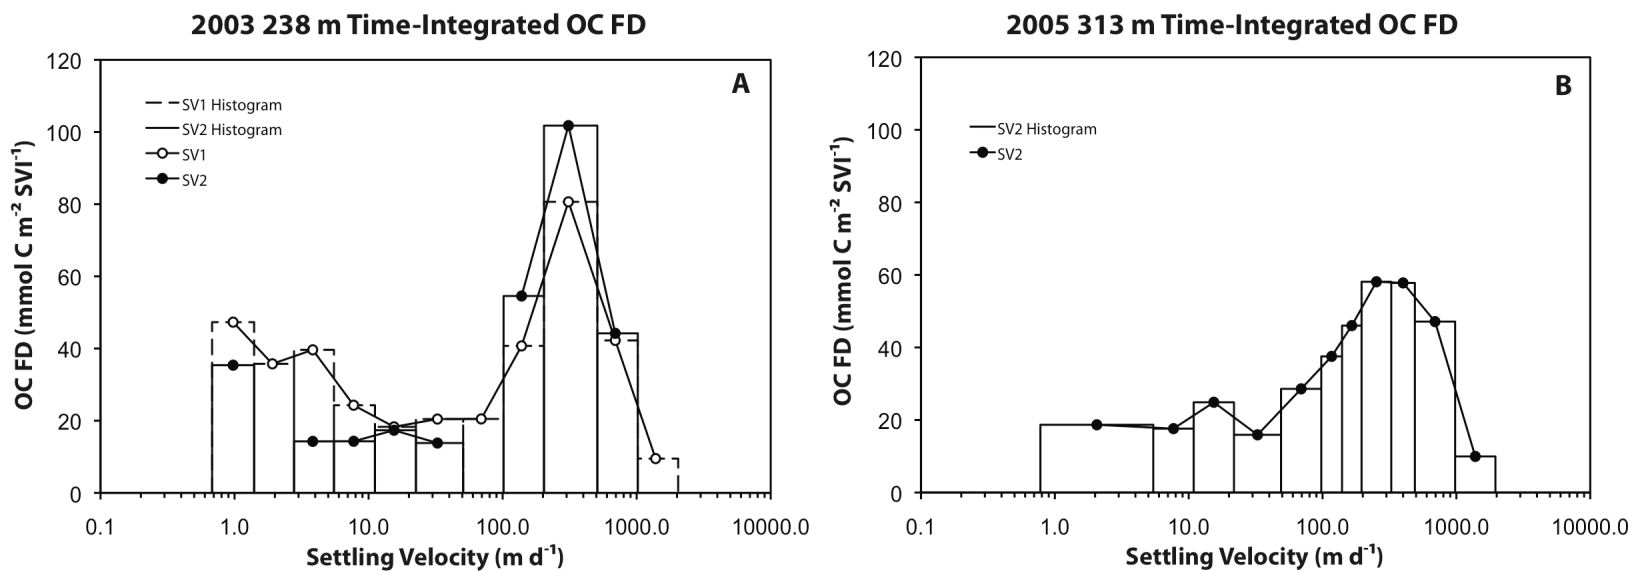 2003 238 m Time-Integrated OC FD
A
SV1 Histogram
SV2 Histogram
SV1
SV2
120
100
80
60
40
20
0
OC FD (mmol C m⁻² SVI⁻¹)
0.1 1.0 10.0 100.0 1000.0 10000.0
Settling Velocity (m d⁻¹)
2005 313 m Time-Integrated OC FD
B
SV2 Histogram
SV2
120
100
80
60
40
20
0
OC FD (mmol C m⁻² SVI⁻¹)
0.1 1.0 10.0 100.0 1000.0 10000.0
Settling Velocity (m d⁻¹)